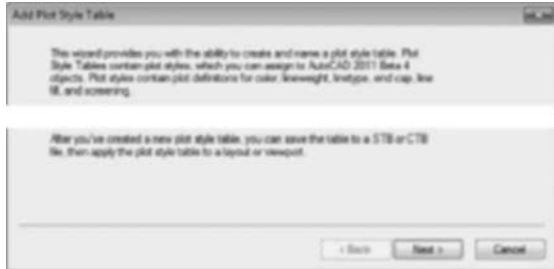 Add Plot Style Table
This wizard provides you with the ability to create and name a plot style table. Plot
Style Tables contain plot styles, which you can assign to AutoCAD 2011 Beta 4
objects. Plot styles contain plot definitions for color, lineweight, linetype, end cap, line
fill, and screening.
After you've created a new plot style table, you can save the table to a STB or CTB
file, then apply the plot style table to a layout or viewport.
< Back Next > Cancel